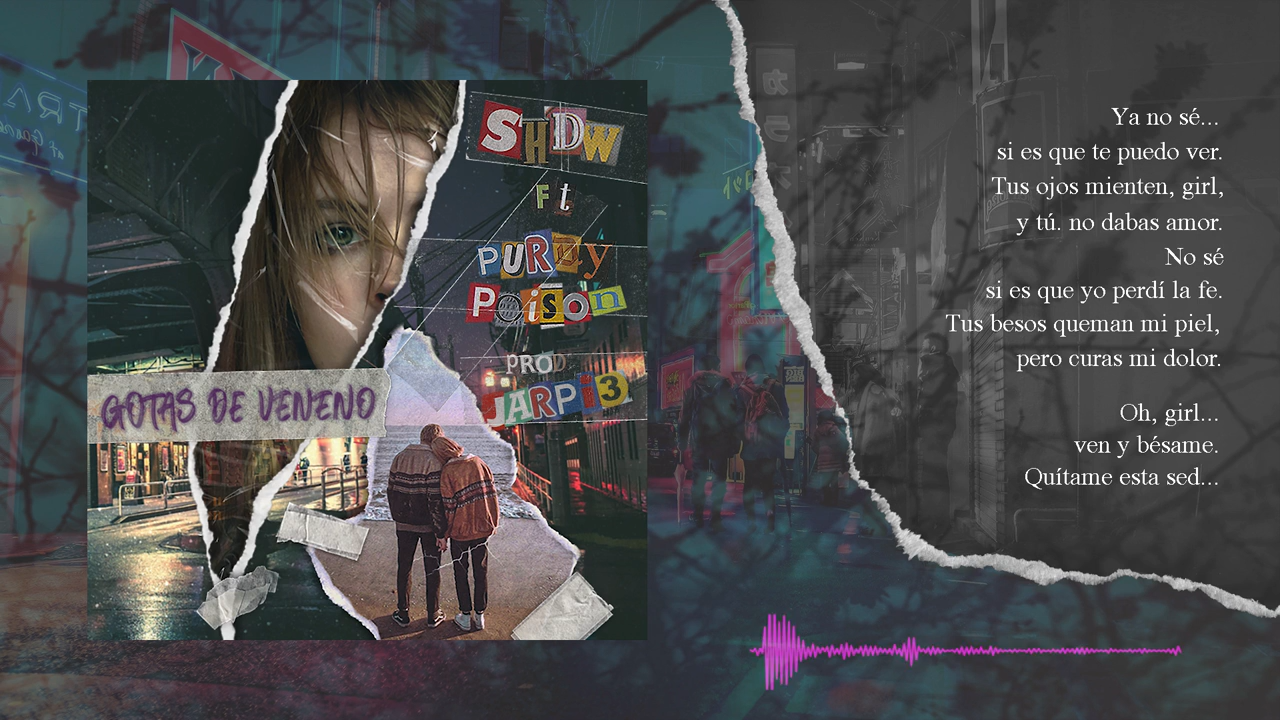 SHDW
Ft
PURDY
POISON
PROD
JARPI3
GOTAS DE VENENO
Ya no sé...
si es que te puedo ver.
Tus ojos mienten, girl,
y tú. no dabas amor.
No sé
si es que yo perdí la fe.
Tus besos queman mi piel,
pero curas mi dolor.
Oh, girl...
ven y bésame.
Quítame esta sed...